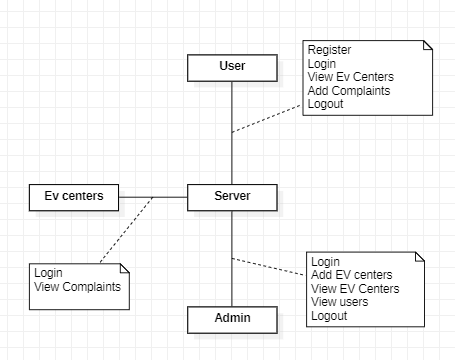 User
Register
Login
View Ev Centers
Add Complaints
Logout
Ev centers
Server
Login
View Complaints
Login
Add EV centers
View EV Centers
View users
Logout
Admin